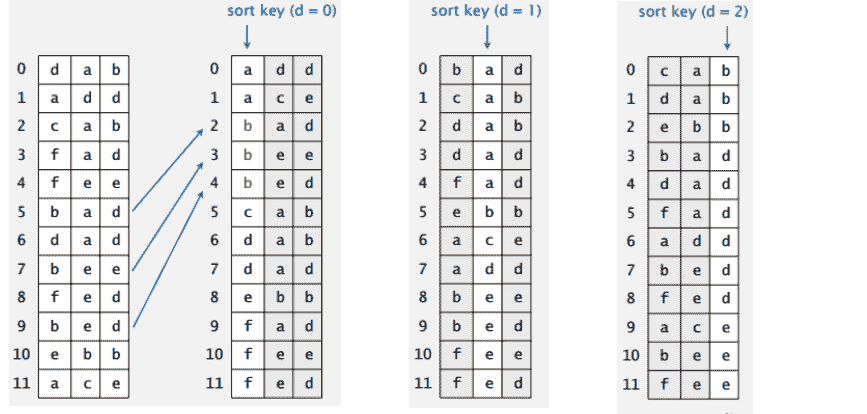 sort key (d = 0) sort key (d = 1) sort key (d = 2)
0 d a b 0 a d d 0 b a d 0 c a b
1 a d d 1 a c e 1 c a b 1 d a b
2 c a b 2 b a d 2 d a b 2 e b b
3 f a d 3 b e e 3 d a d 3 b a d
4 f e e 4 b e d 4 f a d 4 d a d
5 b a d 5 c a b 5 e b b 5 f a d
6 d a d 6 d a b 6 a c e 6 a d d
7 b e e 7 d a d 7 a d d 7 b e d
8 f e d 8 e b b 8 b e e 8 f e d
9 b e d 9 f a d 9 b e d 9 a c e
10 e b b 10 f e e 10 f e e 10 b e e
11 a c e 11 f e d 11 f e d 11 f e e